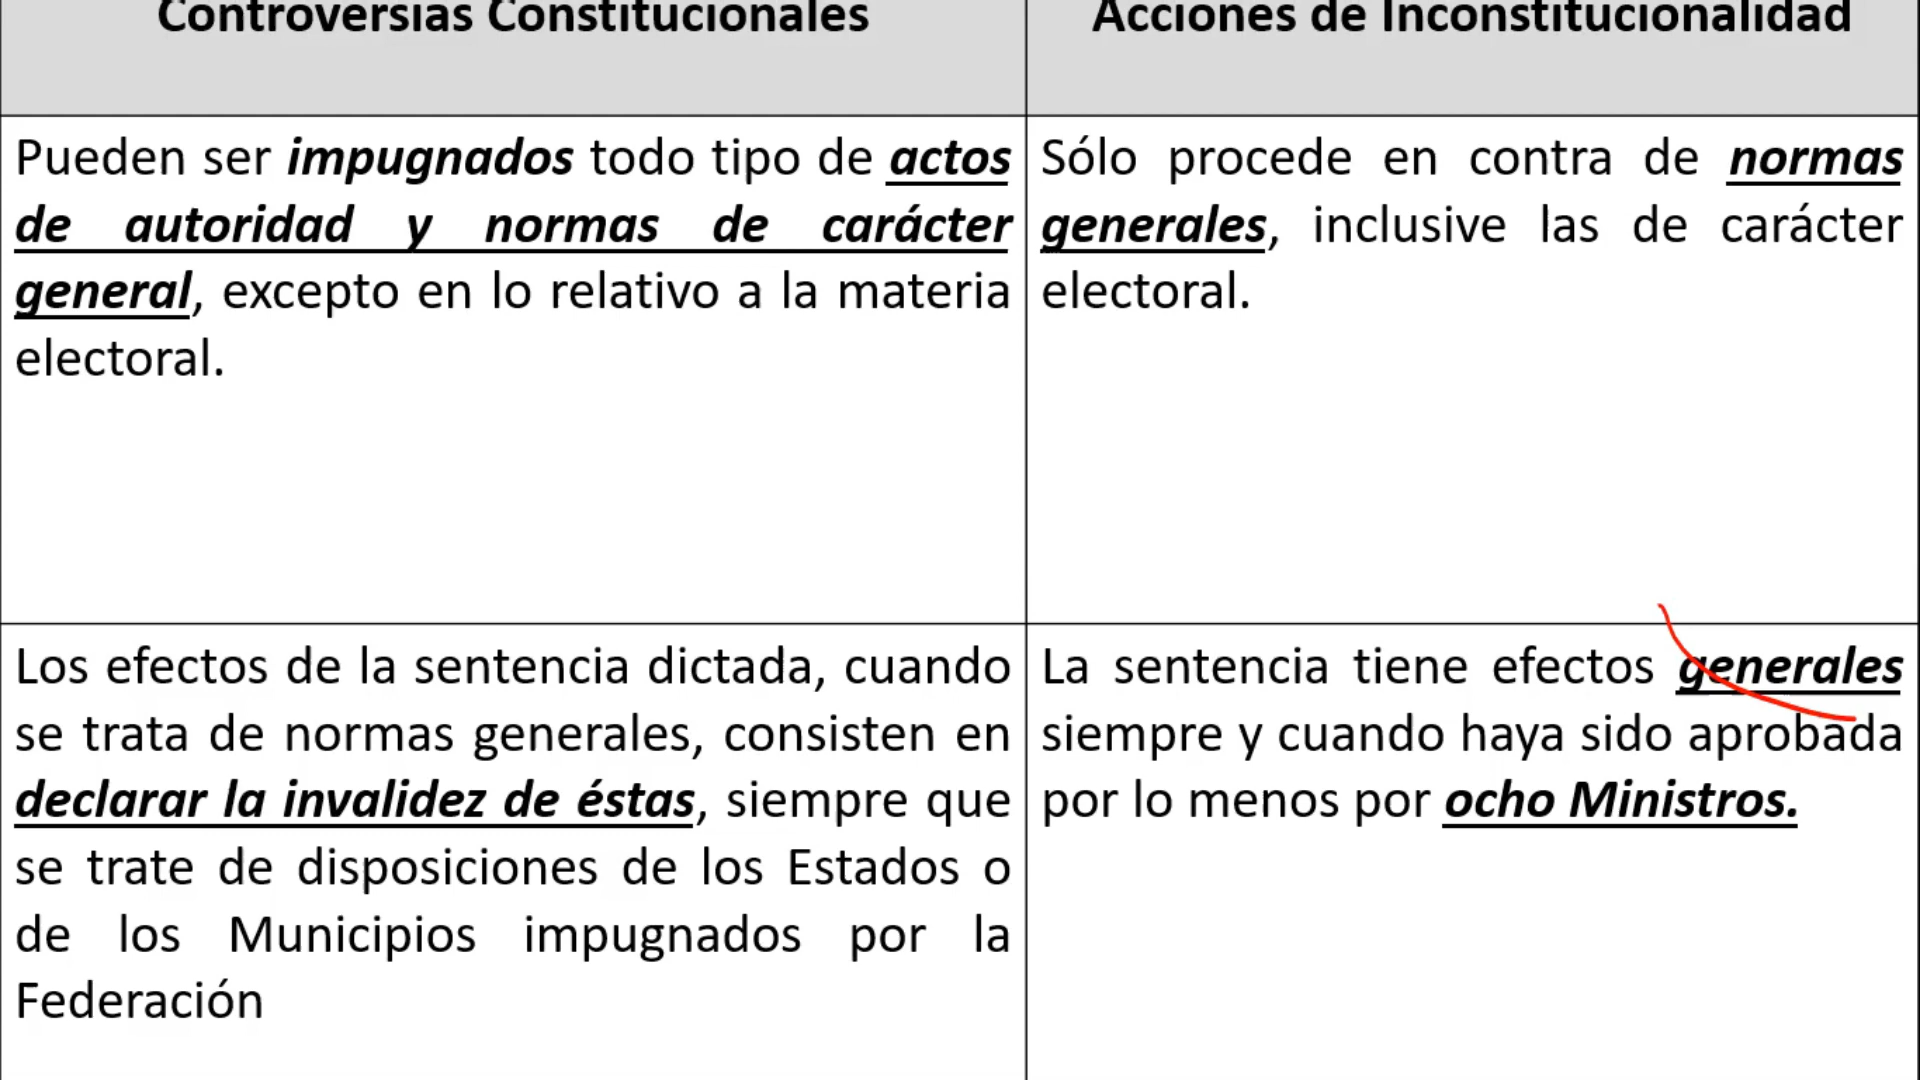 Controversias Constitucionales
Acciones de Inconstitucionalidad
Pueden ser impugnados todo tipo de actos
de autoridad y normas de carácter
general, excepto en lo relativo a la materia
electoral.
Sólo procede en contra de normas
generales, inclusive las de carácter
electoral.
Los efectos de la sentencia dictada, cuando
se trata de normas generales, consisten en
declarar la invalidez de éstas, siempre que
se trate de disposiciones de los Estados o
de los Municipios impugnados por la
Federación
La sentencia tiene efectos generales
siempre y cuando haya sido aprobada
por lo menos por ocho Ministros.